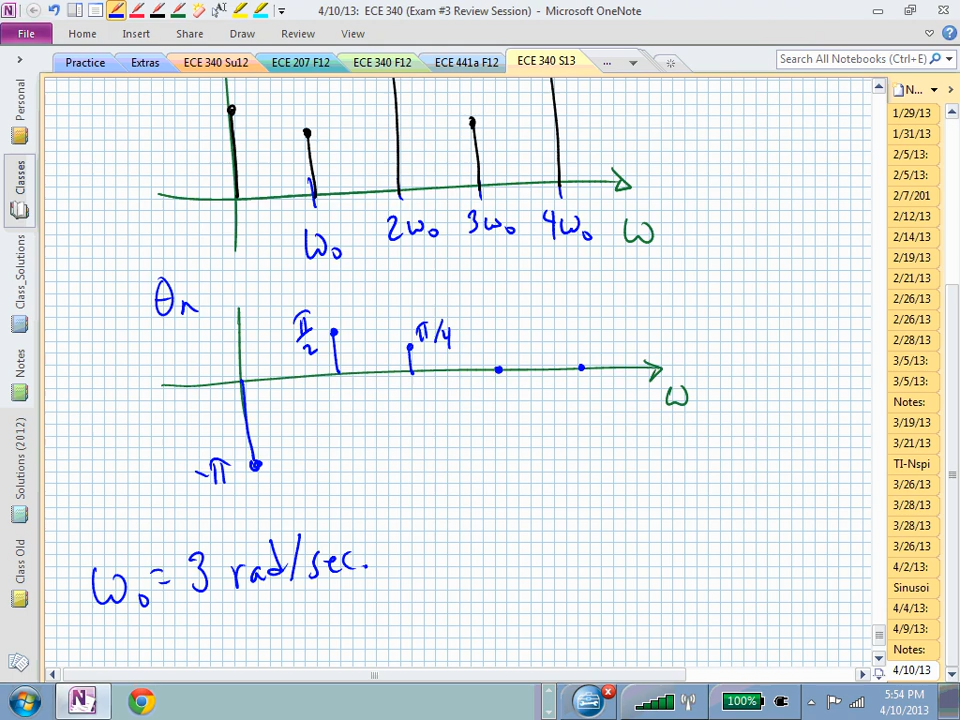 4/10/13: ECE 340 (Exam #3 Review Session) - Microsoft OneNote
File Home Insert Share Draw Review View
Practice Extras ECE 340 Su12 ECE 207 F12 ECE 340 F12 ECE 441a F12 ECE 340 S13 ...
Search All Notebooks (Ctrl+E)
N...
Personal
Classes
Class_Solutions
Notes
Solutions (2012)
Class Old
ω₀ 2ω₀ 3ω₀ 4ω₀ ω
θn
π/2 π/4
ω
-π
ω₀ = 3 rad/sec.
1/29/13
1/31/13
2/5/13:
2/5/13:
2/7/201
2/12/13
2/14/13
2/19/13
2/21/13
2/26/13
2/26/13
2/28/13
3/5/13:
3/5/13:
Notes:
3/19/13
3/21/13
TI-Nspi
3/26/13
3/28/13
3/28/13
3/26/13
4/2/13:
Sinusoi
4/4/13:
4/9/13:
Notes:
4/10/13
100%
5:54 PM
4/10/2013